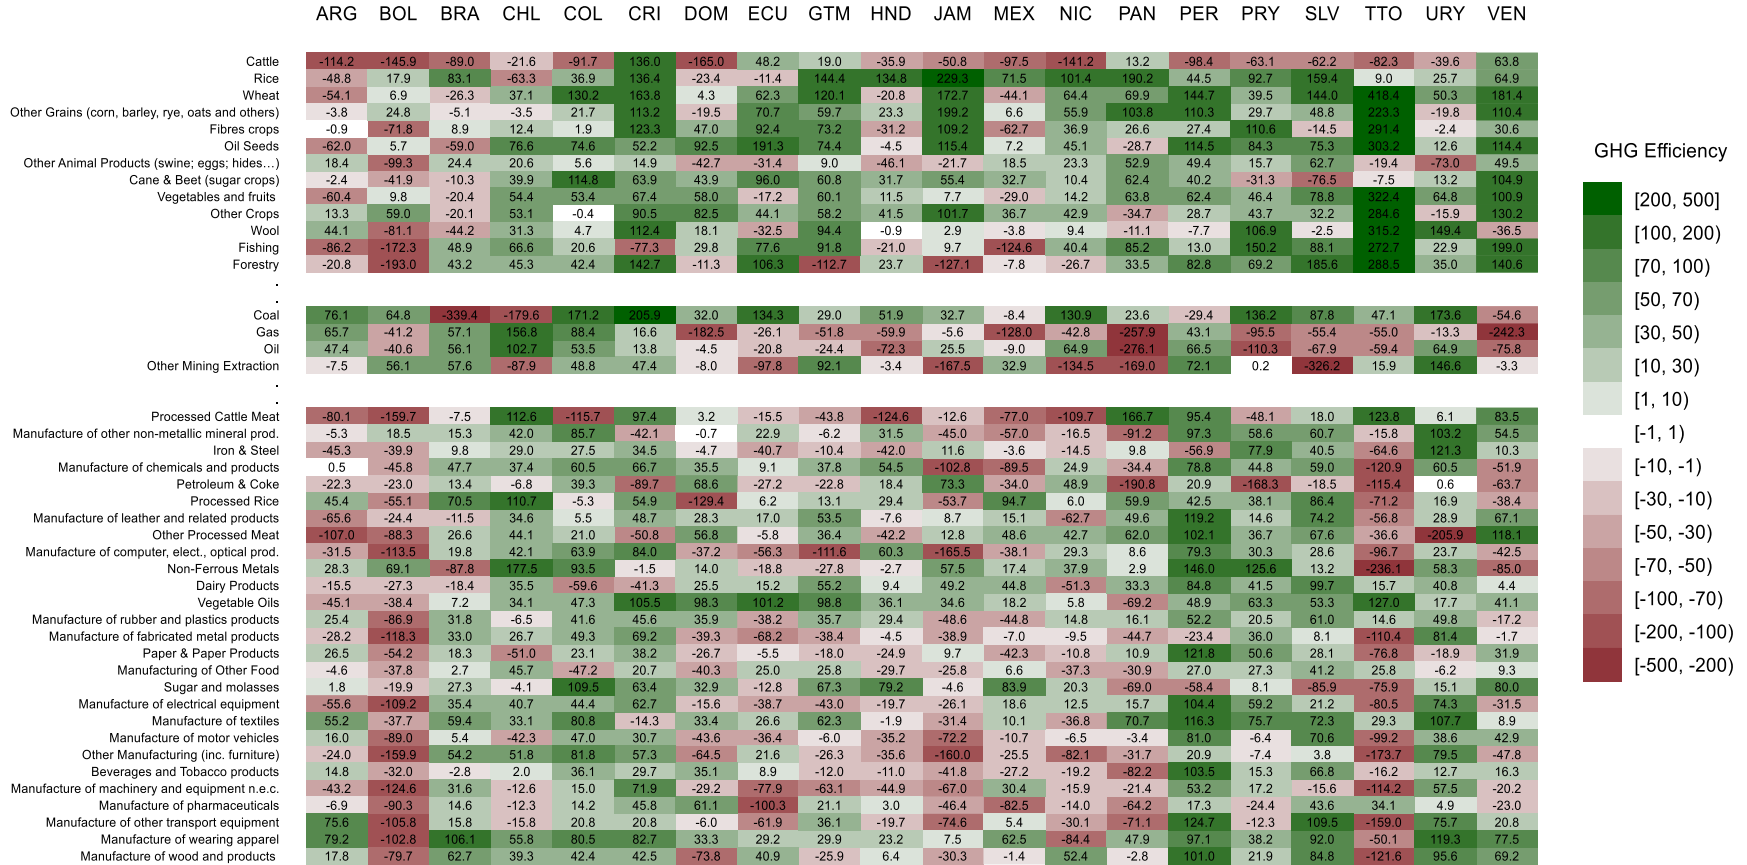 ARG BOL BRA CHL COL CRI DOM ECU GTM HND JAM MEX NIC PAN PER PRY SLV TTO URY VEN
Cattle -114.2 -145.9 -89.0 -21.6 -91.7 136.0 -165.0 48.2 19.0 -35.9 -50.8 -97.5 -141.2 13.2 -98.4 -63.1 -62.2 -82.3 -39.6 63.8
Rice -48.8 17.9 83.1 -63.3 36.9 136.4 -23.4 -11.4 144.4 134.8 229.3 71.5 101.4 190.2 44.5 92.7 159.4 9.0 25.7 64.9
Wheat -54.1 6.9 -26.3 37.1 130.2 163.8 4.3 62.3 120.1 -20.8 172.7 -44.1 64.4 69.9 144.7 39.5 144.0 418.4 50.0 181.4
Other Grains (corn, barley, rye, oats and others) -3.8 24.8 -5.1 -3.5 21.7 113.2 -19.5 70.7 59.7 23.3 199.2 6.6 55.9 103.8 110.3 29.7 48.8 223.3 -19.8 110.4
Fibres crops -0.9 -71.8 8.9 12.4 1.9 123.3 47.0 92.4 73.2 -31.2 109.2 -62.7 36.9 26.6 27.4 110.6 -14.5 291.4 -2.4 30.6
Oil Seeds -62.0 5.7 -59.0 76.6 74.6 52.2 92.5 191.3 74.4 -4.5 115.4 7.2 45.1 -28.7 114.5 84.3 75.3 303.2 12.6 114.4
Other Animal Products (swine; eggs; hides…) 18.4 -99.3 24.4 20.6 5.6 14.9 -42.7 -31.4 9.0 -46.1 -21.7 18.5 23.3 52.9 49.4 15.7 62.7 -19.4 -73.0 49.5
Cane & Beet (sugar crops) -2.4 -41.9 -10.3 39.9 114.8 63.9 43.9 96.0 60.8 31.7 55.4 32.7 10.4 62.4 40.2 -31.3 -76.5 -7.5 13.2 104.9
Vegetables and fruits -60.4 9.8 -20.4 54.4 53.4 67.4 58.0 -17.2 60.1 11.5 7.7 -29.0 14.2 63.8 62.4 46.4 78.8 322.4 64.8 100.9
Other Crops 13.3 59.0 -20.1 53.1 -0.4 90.5 82.5 44.1 58.2 41.5 101.7 36.7 42.9 -34.7 28.7 43.7 32.2 284.6 -15.9 130.2
Wool 44.1 -81.1 -44.2 31.3 4.7 112.4 18.1 -32.5 94.4 -0.9 2.9 -3.8 9.4 -11.1 -7.7 106.9 -2.5 315.2 149.4 -36.5
Fishing -86.2 -172.3 48.9 66.6 20.6 -77.3 29.8 77.6 91.8 -21.0 9.7 -124.6 40.4 85.2 13.0 150.2 88.1 272.7 22.9 199.0
Forestry -20.8 -193.0 43.2 45.3 42.4 142.7 -11.3 106.3 -112.7 23.7 -127.1 -7.8 -26.7 33.5 82.8 69.2 185.6 288.5 35.0 140.6
.
.
Coal 76.1 64.8 -339.4 -179.6 171.2 205.9 32.0 134.3 29.0 51.9 32.7 -8.4 130.9 23.6 -29.4 136.2 87.8 47.1 173.6 -54.6
Gas 65.7 -41.2 57.1 156.8 88.4 16.6 -182.5 -26.1 -51.8 -59.9 -5.6 -128.0 -42.8 -257.9 43.1 -95.5 -55.4 -55.0 -13.3 -242.3
Oil 47.4 -40.6 56.1 102.7 53.5 13.8 -4.5 -20.8 -24.4 -72.3 25.5 -9.0 64.9 -276.1 66.5 -110.3 -67.9 -59.4 64.9 -75.8
Other Mining Extraction -7.5 56.1 57.6 -87.9 48.8 47.4 -8.0 -97.8 92.1 -3.4 -167.5 32.9 -134.5 -169.0 72.1 0.2 -326.2 15.9 146.6 -3.3
.
.
Processed Cattle Meat -80.1 -159.7 -7.5 112.6 -115.7 97.4 3.2 -15.5 -43.8 -124.6 -12.6 -77.0 -109.7 166.7 95.4 -48.1 18.0 123.8 6.1 83.5
Manufacture of other non-metallic mineral prod. -5.3 18.5 15.3 42.0 85.7 -42.1 -0.7 22.9 -6.2 31.5 -45.0 -57.0 -16.5 -91.2 97.3 58.6 60.7 -15.8 103.2 54.5
Iron & Steel -45.3 -39.9 9.8 29.0 27.5 34.5 -4.7 -40.7 -10.4 -42.0 11.6 -3.6 -14.5 9.8 -56.9 77.9 40.5 -64.6 121.3 10.3
Manufacture of chemicals and products 0.5 -45.8 47.7 37.4 60.5 66.7 35.5 9.1 37.8 54.5 -102.8 -89.5 24.9 -34.4 78.8 44.8 59.0 -120.9 60.5 -51.9
Petroleum & Coke -22.3 -23.0 13.4 -6.8 39.3 -89.7 68.6 -27.2 -22.8 18.4 73.3 -34.0 48.9 -190.8 20.9 -168.3 -18.5 -115.4 0.6 -63.7
Processed Rice 45.4 -55.1 70.5 110.7 -5.3 54.9 -129.4 6.2 13.1 29.4 -53.7 94.7 6.0 59.9 42.5 38.1 86.4 -71.2 16.9 -38.4
Manufacture of leather and related products -65.6 -24.4 -11.5 34.6 5.5 48.7 28.3 17.0 53.5 -7.6 8.7 15.1 -62.7 49.6 119.2 14.6 74.2 -56.8 28.9 67.1
Other Processed Meat -107.0 -88.3 26.6 44.1 21.0 -50.8 56.8 -5.8 36.4 -42.2 12.8 48.6 42.7 62.0 102.1 36.7 67.6 -36.6 -205.9 118.1
Manufacture of computer, elect., optical prod. -31.5 -113.5 19.8 42.1 63.9 84.0 -37.2 -56.3 -111.6 60.3 -165.5 -38.1 29.3 8.6 79.3 30.3 28.6 -96.7 23.7 -42.5
Non-Ferrous Metals 28.3 69.1 -87.8 177.5 93.5 -1.5 14.0 -18.8 -27.8 -2.7 57.5 17.4 37.9 2.9 146.0 125.6 13.2 -236.1 58.3 -85.0
Dairy Products -15.5 -27.3 -18.4 35.5 -59.6 -41.3 25.5 15.2 55.2 9.4 49.2 44.8 -51.3 33.3 84.8 41.5 99.7 15.7 40.8 4.4
Vegetable Oils -45.1 -38.4 7.2 34.1 47.3 105.5 98.3 101.2 98.8 36.1 34.6 18.2 5.8 -69.2 48.9 63.3 53.3 127.0 17.7 41.1
Manufacture of rubber and plastics products 25.4 -86.9 31.8 -6.5 41.6 45.6 35.9 -38.2 35.7 29.4 -48.6 -44.8 14.8 16.1 52.2 20.5 61.0 14.6 49.8 -17.2
Manufacture of fabricated metal products -28.2 -118.3 33.0 26.7 49.3 69.2 -39.3 -68.2 -38.4 -4.5 -38.9 -7.0 -9.5 -44.7 -23.4 36.0 8.1 -110.4 81.4 -1.7
Paper & Paper Products 26.5 -54.2 18.3 -51.0 23.1 38.2 -26.7 -5.5 -18.0 -24.9 9.7 -42.3 -10.8 10.9 121.8 50.6 28.1 -76.8 -18.9 31.9
Manufacturing of Other Food -4.6 -37.8 2.7 45.7 -47.2 20.7 -40.3 25.0 25.8 -29.7 -25.8 6.6 -37.3 -30.9 27.0 27.3 41.2 25.8 -6.2 9.3
Sugar and molasses 1.8 -19.9 27.3 -4.1 109.5 63.4 32.9 -12.8 67.3 79.2 -4.6 83.9 20.3 -69.0 -58.4 8.1 -85.9 -75.9 15.1 80.0
Manufacture of electrical equipment -55.6 -109.2 35.4 40.7 44.4 62.7 -15.6 -38.7 -43.0 -19.7 -26.1 18.6 12.5 15.7 104.4 59.2 21.2 -80.5 74.3 -31.5
Manufacture of textiles 55.2 -37.7 59.4 33.1 80.8 -14.3 33.4 26.6 62.3 -1.9 -31.4 10.1 -36.8 70.7 116.3 75.7 72.3 29.3 107.7 8.9
Manufacture of motor vehicles 16.0 -89.0 5.4 -42.3 47.0 30.7 -43.6 -36.4 -6.0 -35.2 -72.2 -10.7 -6.5 -3.4 81.0 -6.4 70.6 -99.2 38.6 42.9
Other Manufacturing (inc. furniture) -24.0 -159.9 54.2 51.8 81.8 57.3 -64.5 21.6 -26.3 -35.6 -160.0 -25.5 -82.1 -31.7 20.9 -7.4 3.8 -173.7 79.5 -47.8
Beverages and Tobacco products 14.8 -32.0 -2.8 2.0 36.1 29.7 35.1 8.9 -12.0 -11.0 -41.8 -27.2 -19.2 -82.2 103.5 15.3 66.8 -16.2 12.7 16.3
Manufacture of machinery and equipment n.e.c. -43.2 -124.6 31.6 -12.6 15.0 71.9 -29.2 -77.9 -63.1 -44.9 -67.0 30.4 -15.9 -21.4 53.2 17.2 -15.6 -114.2 57.5 -20.2
Manufacture of pharmaceuticals -6.9 -90.3 14.6 -12.3 14.2 45.8 61.1 -100.3 21.1 3.0 -46.4 -82.5 -14.0 -64.2 17.3 -24.4 43.6 34.1 4.9 -23.0
Manufacture of other transport equipment 75.6 -105.8 15.8 -15.8 20.8 20.8 -6.0 -61.9 36.1 -19.7 -74.6 5.4 -30.1 -71.1 124.7 -12.3 109.5 -159.0 75.7 20.8
Manufacture of wearing apparel 79.2 -102.8 106.1 55.8 80.5 82.7 33.3 29.2 29.2 23.2 7.5 62.5 -84.4 47.9 97.1 38.2 92.0 -50.1 119.3 77.5
Manufacture of wood and products 17.8 -79.7 62.7 39.3 42.4 42.5 -73.8 40.9 -25.9 6.4 -30.3 -1.4 52.4 -2.8 101.0 21.9 84.8 -121.6 95.6 69.2
GHG Efficiency
[200, 500]
[100, 200)
[70, 100)
[50, 70)
[30, 50)
[10, 30)
[1, 10)
[-1, 1)
[-10, -1)
[-30, -10)
[-50, -30)
[-70, -50)
[-100, -70)
[-200, -100)
[-500, -200)